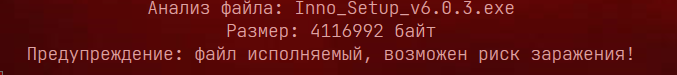 Анализ файла: Inno_Setup_v6.0.3.exe
Размер: 4116992 байт
Предупреждение: файл исполняемый, возможен риск заражения!